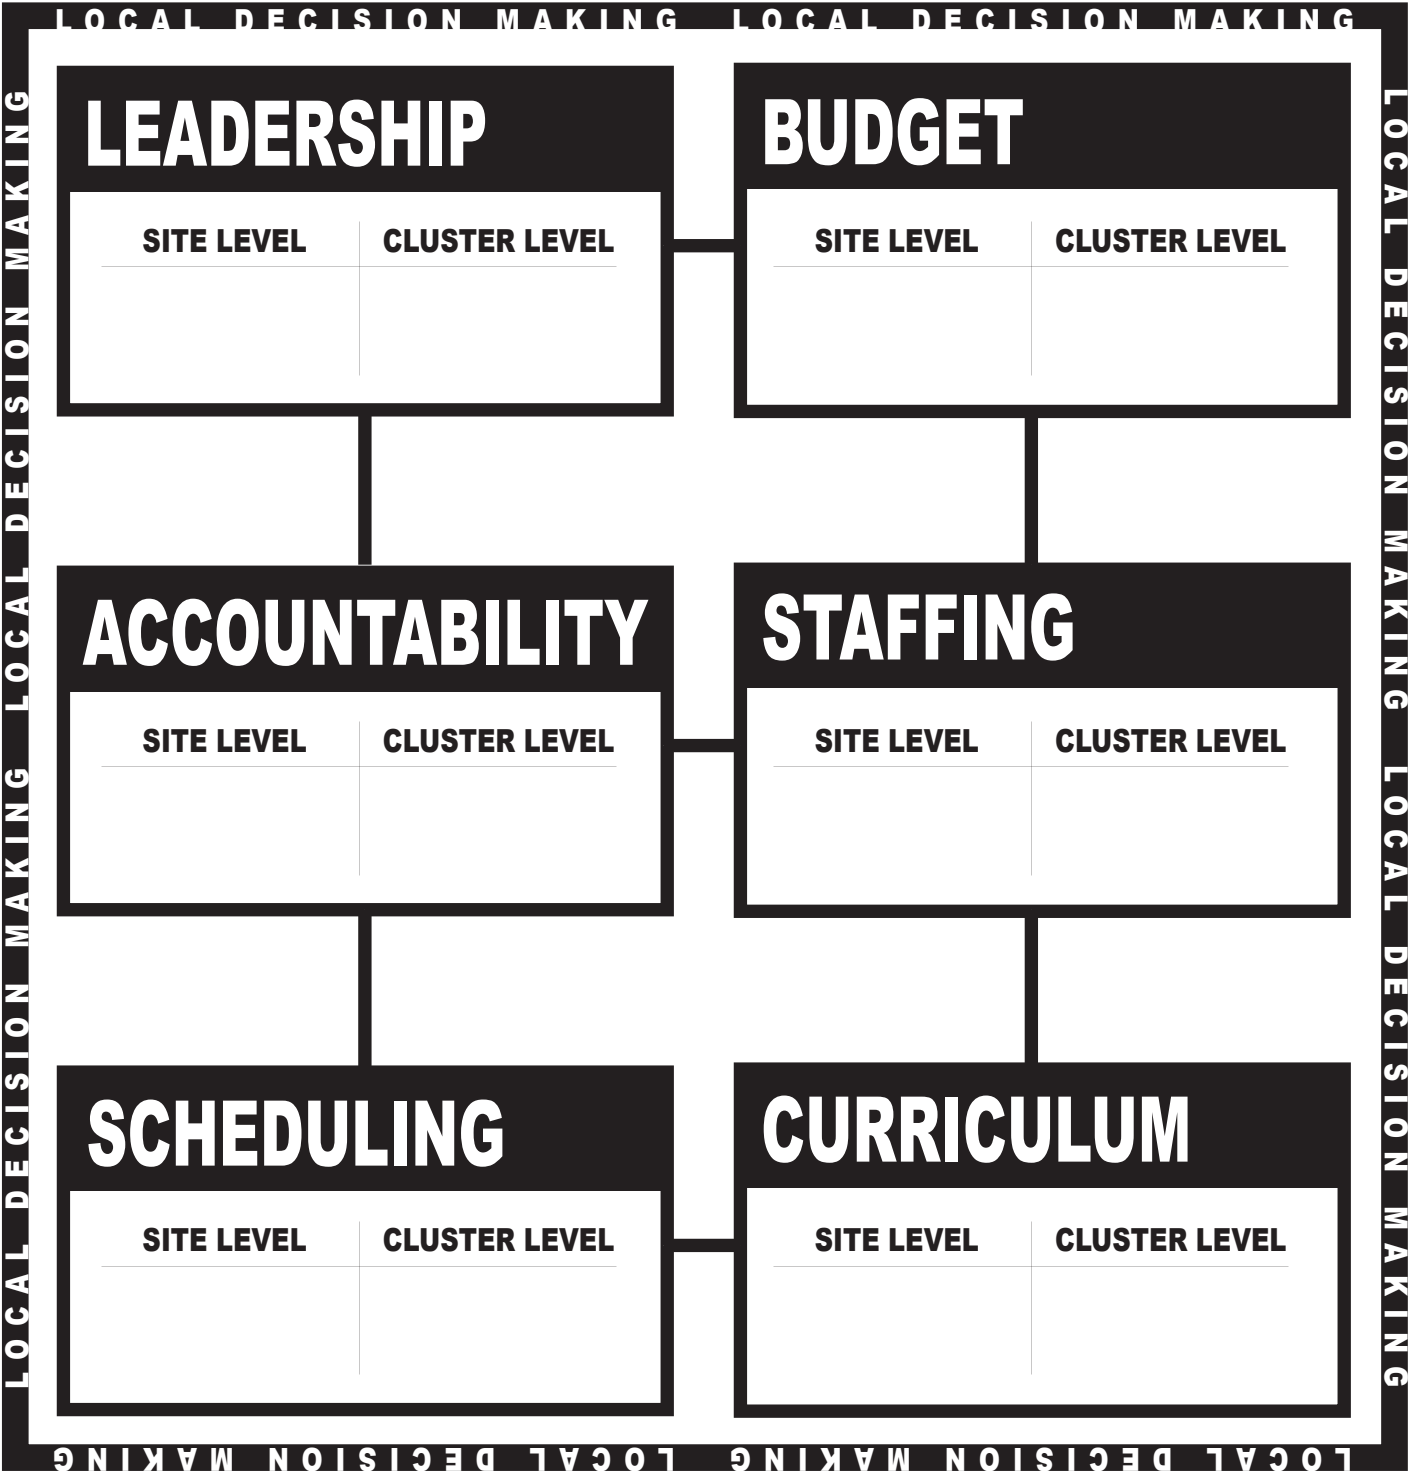 LOCAL DECISION MAKING LOCAL DECISION MAKING
LEADERSHIP
SITE LEVEL CLUSTER LEVEL
BUDGET
SITE LEVEL CLUSTER LEVEL
ACCOUNTABILITY
SITE LEVEL CLUSTER LEVEL
STAFFING
SITE LEVEL CLUSTER LEVEL
SCHEDULING
SITE LEVEL CLUSTER LEVEL
CURRICULUM
SITE LEVEL CLUSTER LEVEL
LOCAL DECISION MAKING LOCAL DECISION MAKING
LOCAL DECISION MAKING LOCAL DECISION MAKING
LOCAL DECISION MAKING LOCAL DECISION MAKING